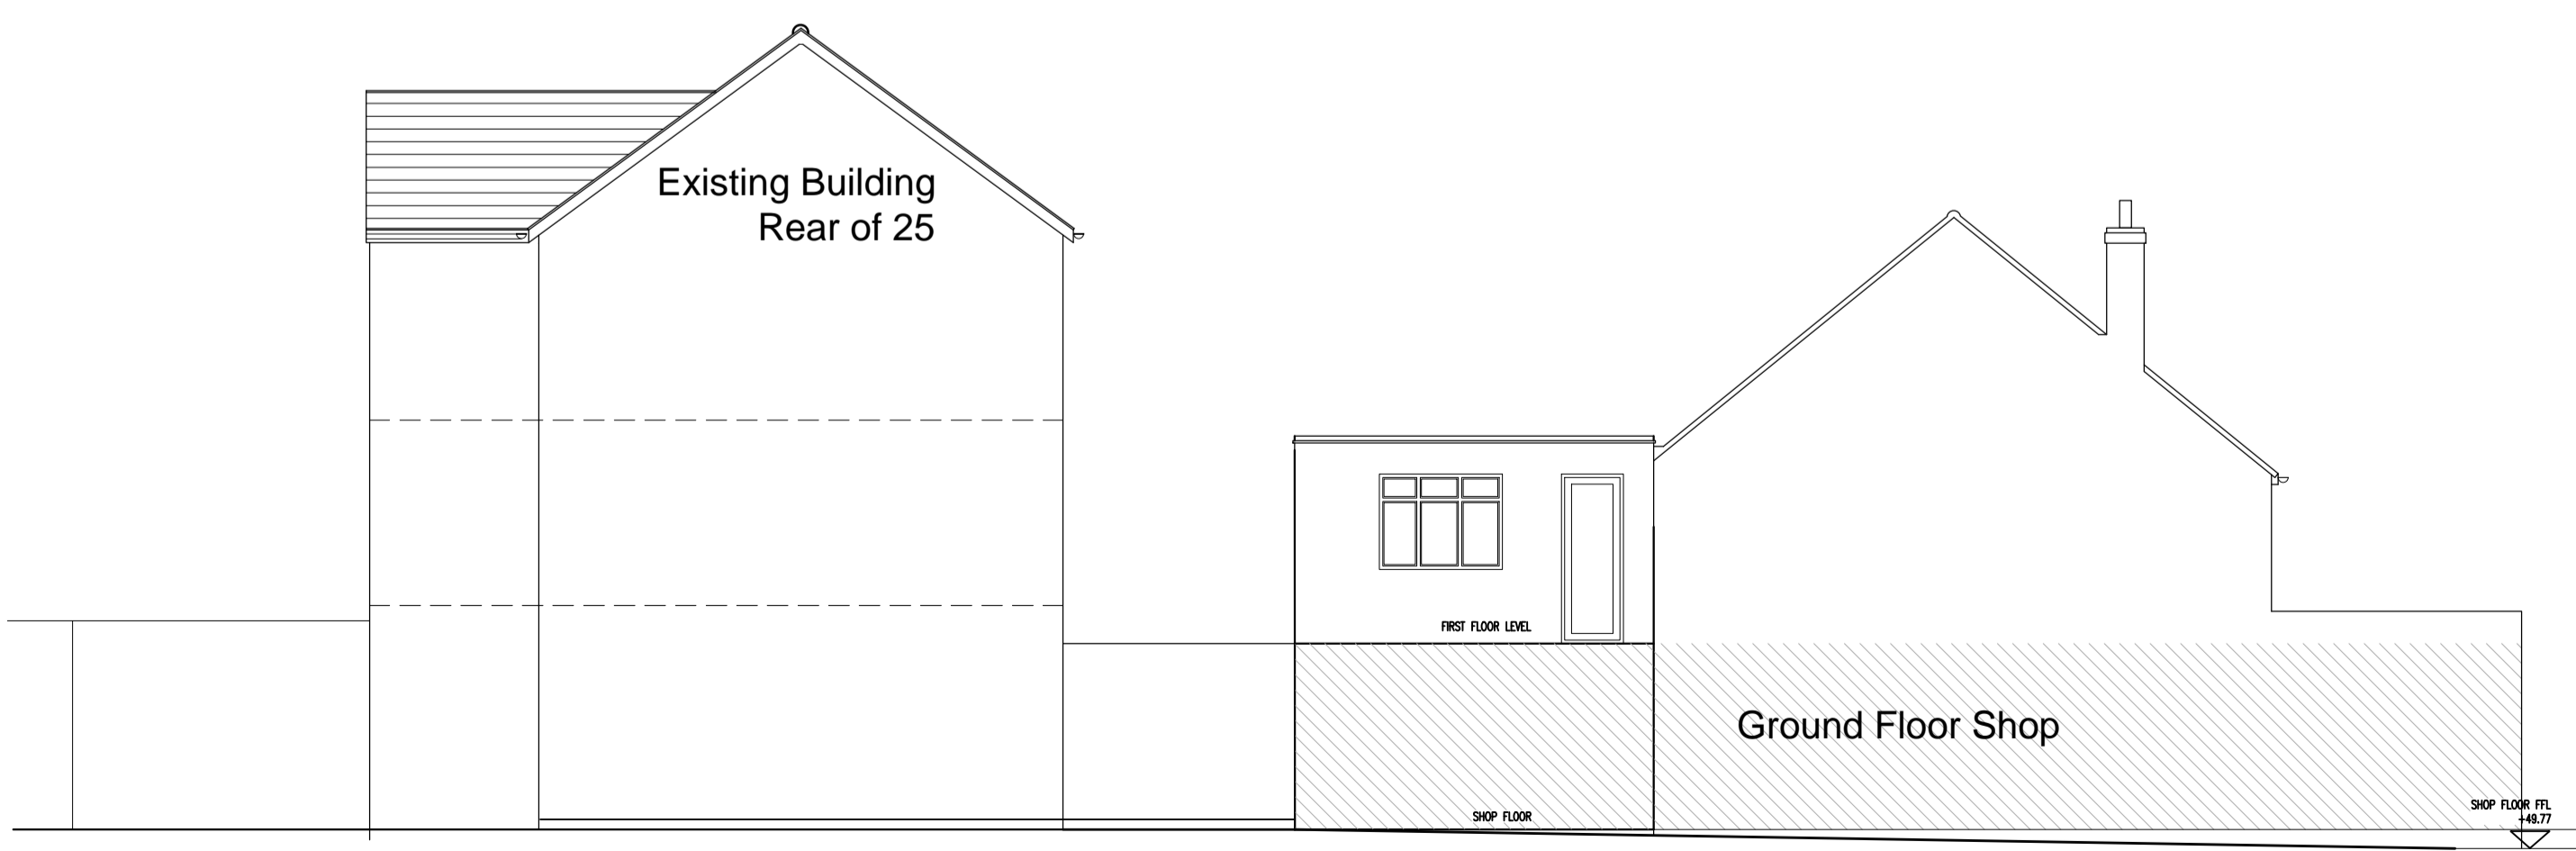 Existing Building
Rear of 25
FIRST FLOOR LEVEL
Ground Floor Shop
SHOP FLOOR
SHOP FLOOR FFL
+49.77